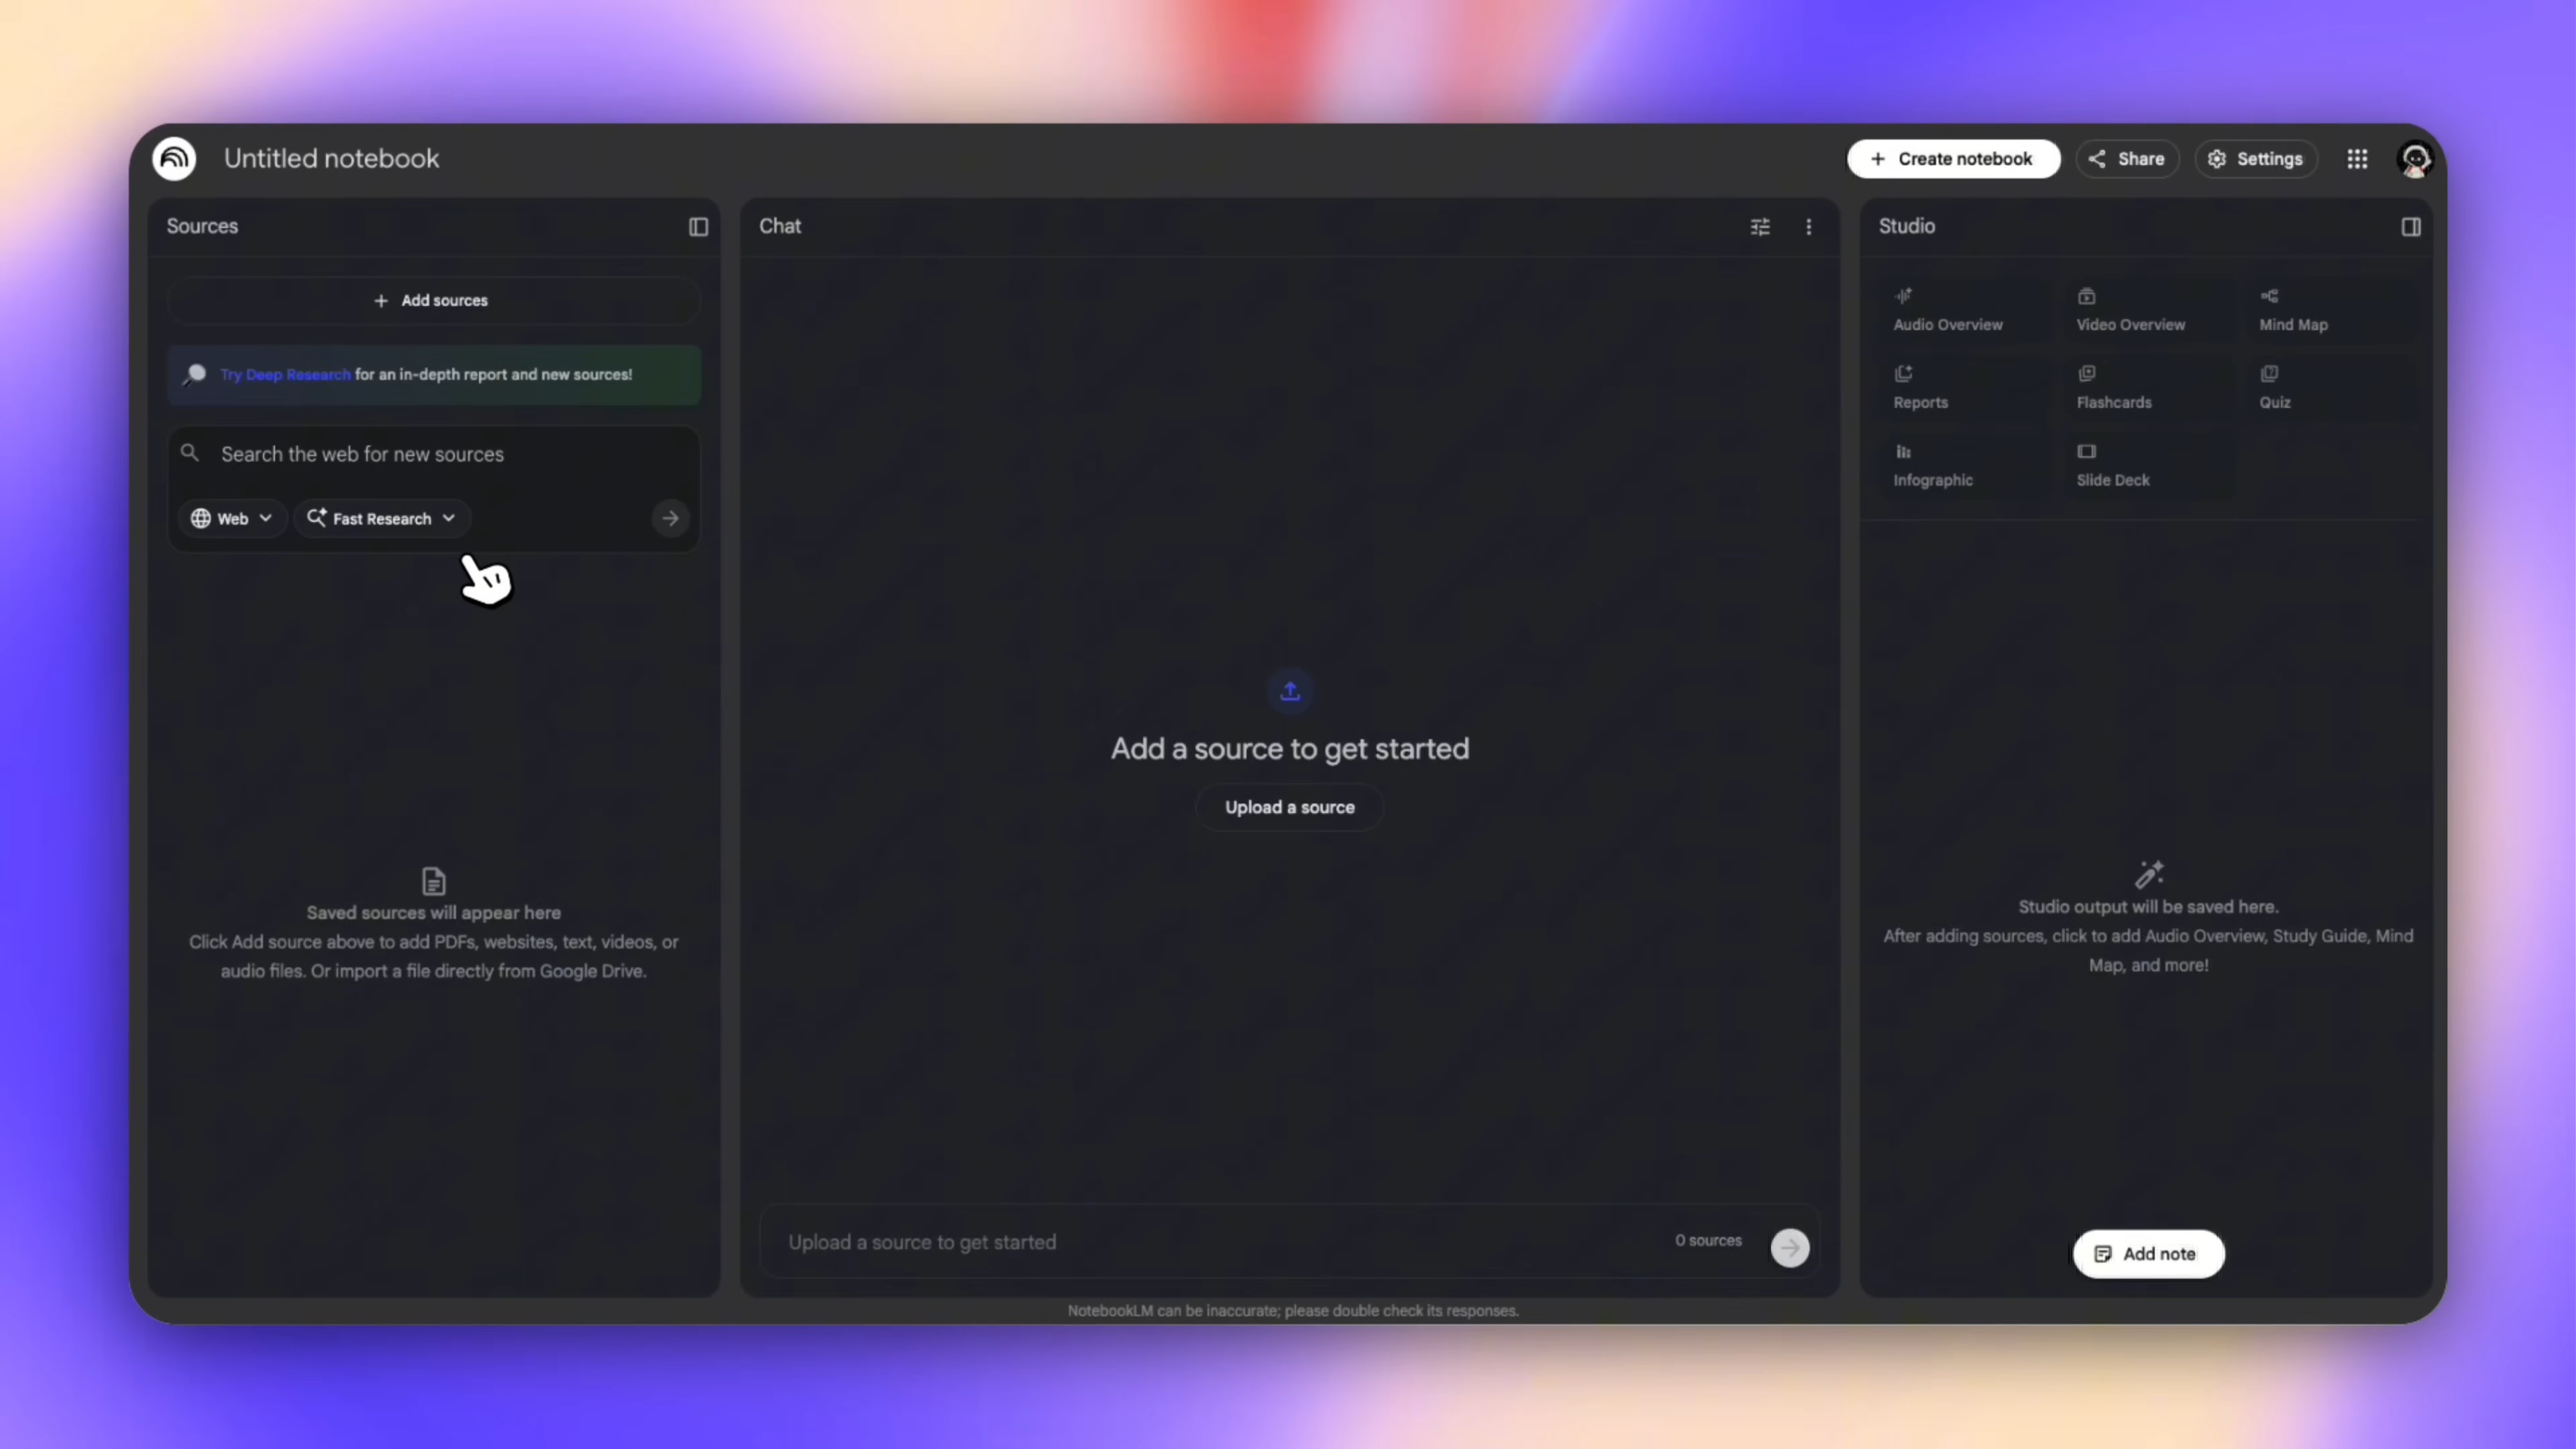 Untitled notebook
Create notebook
Share
Settings
Sources
Add sources
Try Deep Research for an in-depth report and new sources!
Search the web for new sources
Web
Fast Research
Saved sources will appear here
Click Add source above to add PDFs, websites, text, videos, or
audio files. Or import a file directly from Google Drive.
Chat
Add a source to get started
Upload a source
Upload a source to get started
0 sources
Studio
Audio Overview
Video Overview
Mind Map
Reports
Flashcards
Quiz
Infographic
Slide Deck
Studio output will be saved here.
After adding sources, click to add Audio Overview, Study Guide, Mind
Map, and more!
Add note
NotebookLM can be inaccurate; please double check its responses.